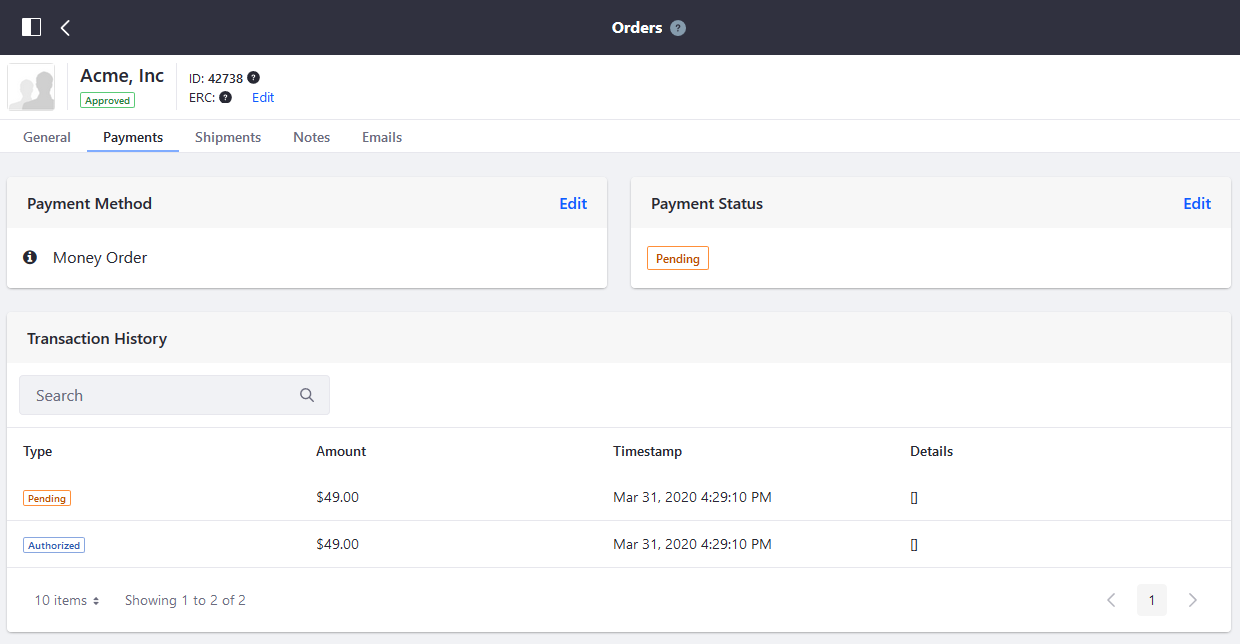 Orders ?
Acme, Inc
Approved
ID: 42738 ?
ERC: ? Edit
General Payments Shipments Notes Emails
Payment Method Edit
Payment Status Edit
Money Order
Pending
Transaction History
Search
Type Amount Timestamp Details
Pending $49.00 Mar 31, 2020 4:29:10 PM []
Authorized $49.00 Mar 31, 2020 4:29:10 PM []
10 items Showing 1 to 2 of 2 1